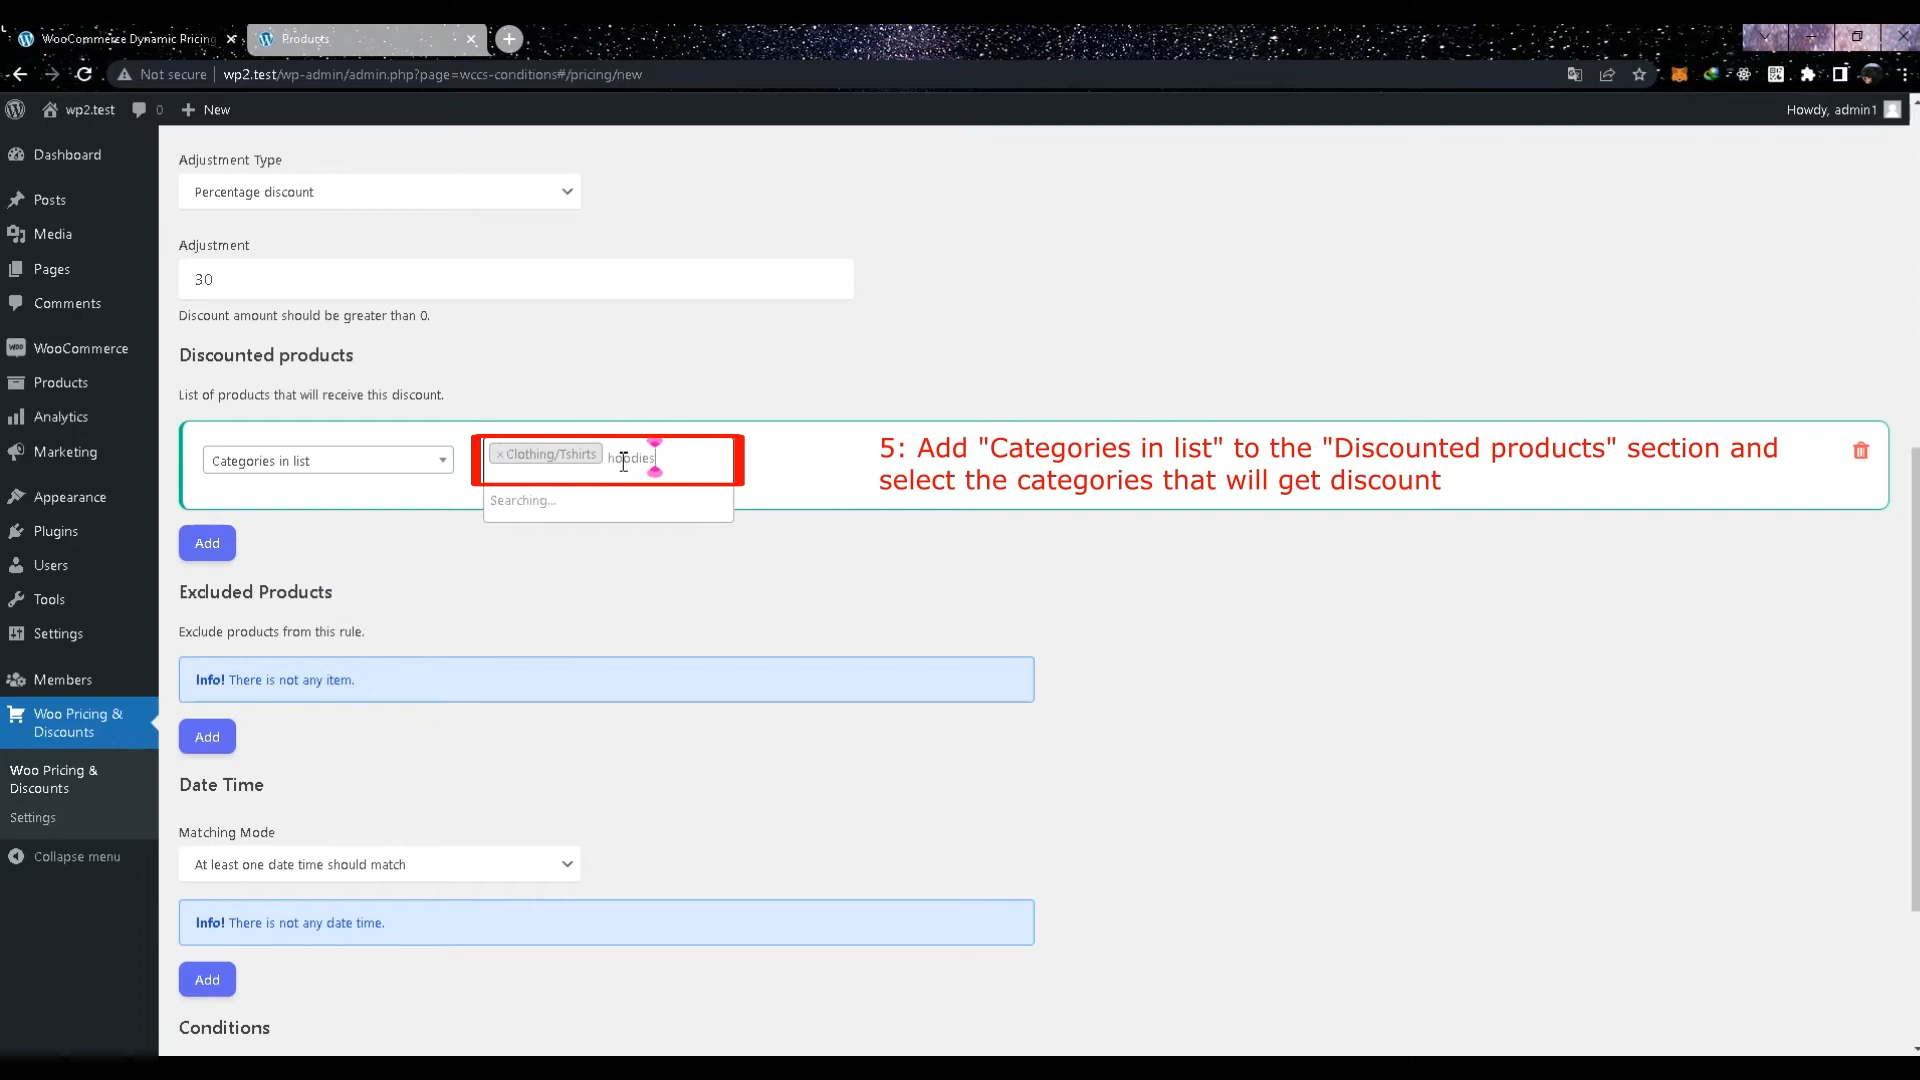 WooCommerce Dynamic Pricing
Products
Not secure
wp2.test/wp-admin/admin.php?page=wccs-conditions#/pricing/new
wp2.test
0
New
Howdy, admin1
Dashboard
Posts
Media
Pages
Comments
WooCommerce
Products
Analytics
Marketing
Appearance
Plugins
Users
Tools
Settings
Members
Woo Pricing &
Discounts
Woo Pricing &
Discounts
Settings
Collapse menu
Adjustment Type
Percentage discount
Adjustment
30
Discount amount should be greater than 0.
Discounted products
List of products that will receive this discount.
Categories in list
×Clothing/Tshirts hoodies
Searching...
5: Add "Categories in list" to the "Discounted products" section and
select the categories that will get discount
Add
Excluded Products
Exclude products from this rule.
Info! There is not any item.
Add
Date Time
Matching Mode
At least one date time should match
Info! There is not any date time.
Add
Conditions